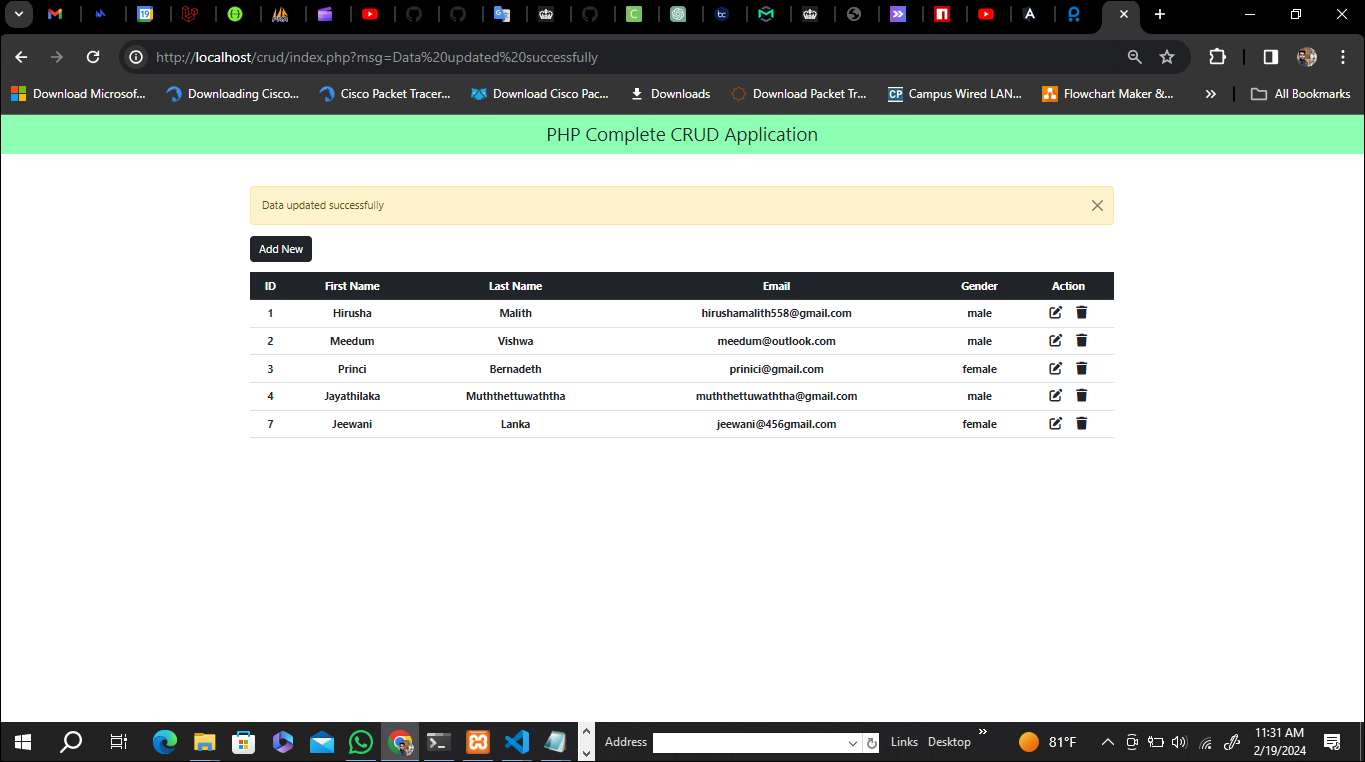 19
http://localhost/crud/index.php?msg=Data%20updated%20successfully
Download Microsof... Downloading Cisco... Cisco Packet Tracer... Download Cisco Pac... Downloads Download Packet Tr... CP Campus Wired LAN... Flowchart Maker &... » All Bookmarks
PHP Complete CRUD Application
Data updated successfully
Add New
ID First Name Last Name Email Gender Action
1 Hirusha Malith hirushamalith558@gmail.com male
2 Meedum Vishwa meedum@outlook.com male
3 Princi Bernadeth prinici@gmail.com female
4 Jayathilaka Muththettuwaththa muththettuwaththa@gmail.com male
7 Jeewani Lanka jeewani@456gmail.com female
Address Links Desktop » 81°F 11:31 AM
2/19/2024